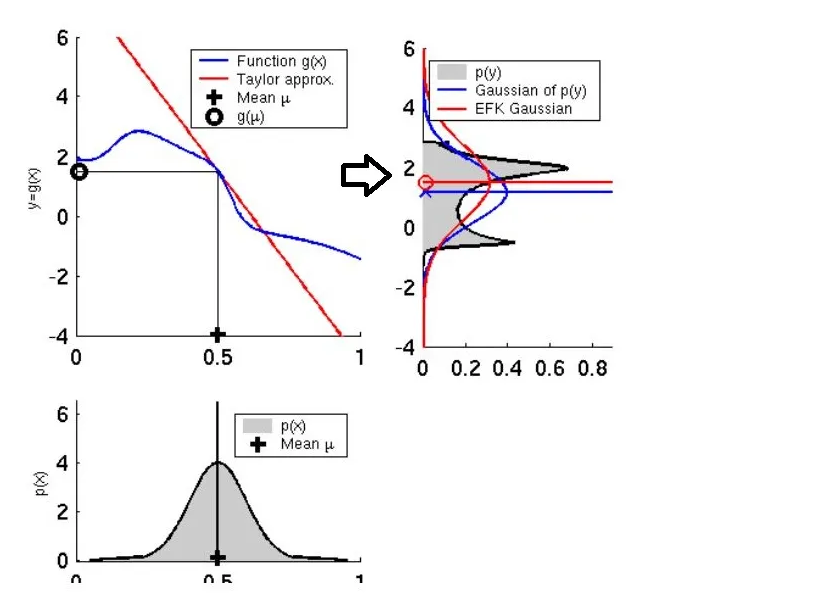 6
4
2
0
-2
-4
y=g(x)
Function g(x)
Taylor approx.
Mean μ
g(μ)
0 0.5 1
6
4
2
0
-2
-4
p(y)
Gaussian of p(y)
EFK Gaussian
0 0.2 0.4 0.6 0.8
6
4
2
0
p(x)
p(x)
Mean μ
0 0.5 1